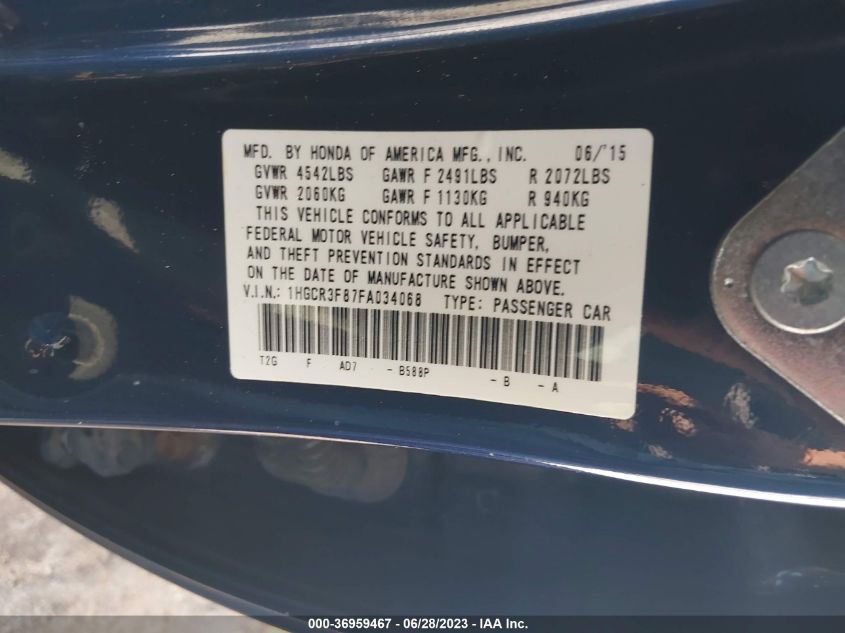 MFD. BY HONDA OF AMERICA MFG., INC. 06/'15
GVWR 4542LBS GAWR F 2491LBS R 2072LBS
GVWR 2060KG GAWR F 1130KG R 940KG
THIS VEHICLE CONFORMS TO ALL APPLICABLE
FEDERAL MOTOR VEHICLE SAFETY, BUMPER,
AND THEFT PREVENTION STANDARDS IN EFFECT
ON THE DATE OF MANUFACTURE SHOWN ABOVE.
V.I.N.: 1HGCR3F87FA034068 TYPE: PASSENGER CAR
T2G F AD7 - B588P - B - A
000-36959467 - 06/28/2023 - IAA Inc.